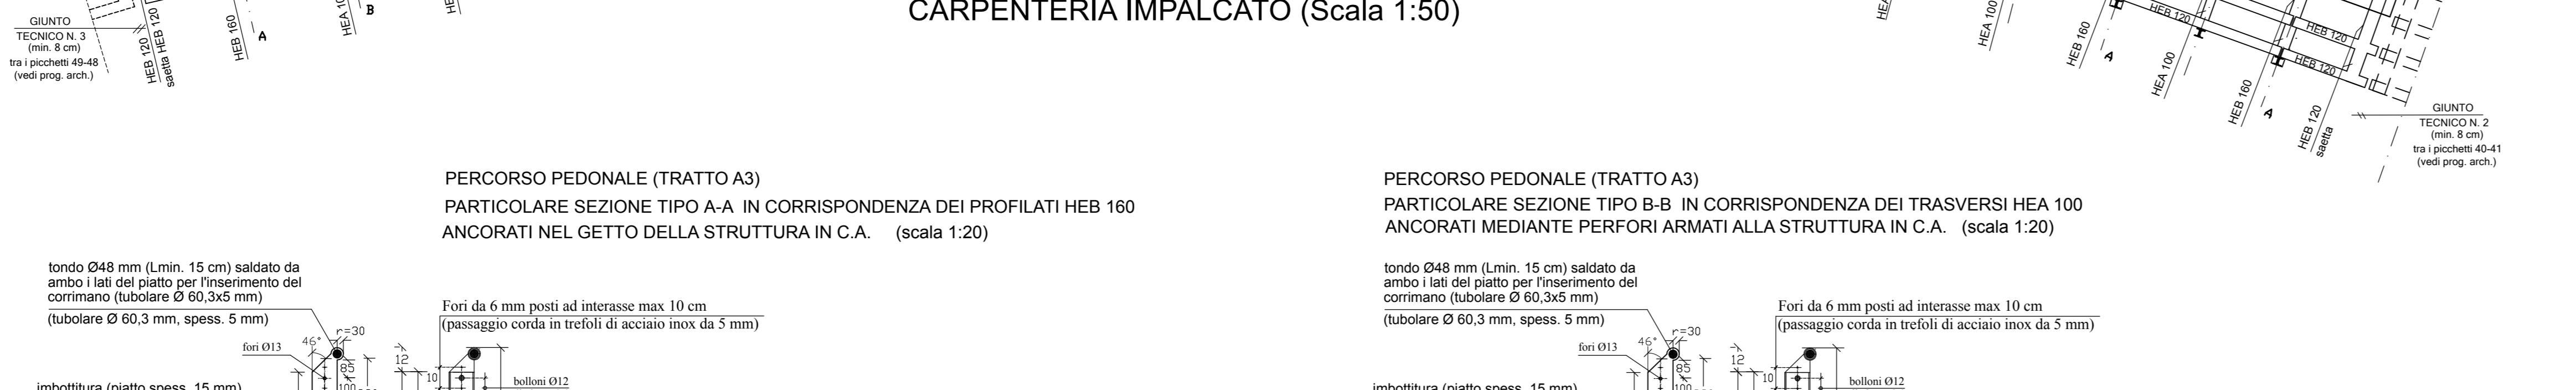 CARPENTERIA IMPALCATO (Scala 1:50)
GIUNTO
TECNICO N. 3
(min. 8 cm)
tra i picchetti 49-48
(vedi prog. arch.)
HEB 120
saetta HEB 120
HEB 160
A
B
HEA 100
HEB 160
A
HEA 100
HEB 160
A
HEB 120
saetta
HEB 120
HEB 120
HEB 120
GIUNTO
TECNICO N. 2
(min. 8 cm)
tra i picchetti 40-41
(vedi prog. arch.)
PERCORSO PEDONALE (TRATTO A3)
PARTICOLARE SEZIONE TIPO A-A IN CORRISPONDENZA DEI PROFILATI HEB 160
ANCORATI NEL GETTO DELLA STRUTTURA IN C.A. (scala 1:20)
tondo Ø48 mm (Lmin. 15 cm) saldato da
ambo i lati del piatto per l'inserimento del
corrimano (tubolare Ø 60,3x5 mm)
(tubolare Ø 60,3 mm, spess. 5 mm)
Fori da 6 mm posti ad interasse max 10 cm
(passaggio corda in trefoli di acciaio inox da 5 mm)
r=30
46°
fori Ø13
85
100
12
10
bolloni Ø12
imbottitura (piatto spess. 15 mm)
PERCORSO PEDONALE (TRATTO A3)
PARTICOLARE SEZIONE TIPO B-B IN CORRISPONDENZA DEI TRASVERSI HEA 100
ANCORATI MEDIANTE PERFORI ARMATI ALLA STRUTTURA IN C.A. (scala 1:20)
tondo Ø48 mm (Lmin. 15 cm) saldato da
ambo i lati del piatto per l'inserimento del
corrimano (tubolare Ø 60,3x5 mm)
(tubolare Ø 60,3 mm, spess. 5 mm)
Fori da 6 mm posti ad interasse max 10 cm
(passaggio corda in trefoli di acciaio inox da 5 mm)
r=30
46°
fori Ø13
85
100
12
10
bolloni Ø12
imbottitura (piatto spess. 15 mm)